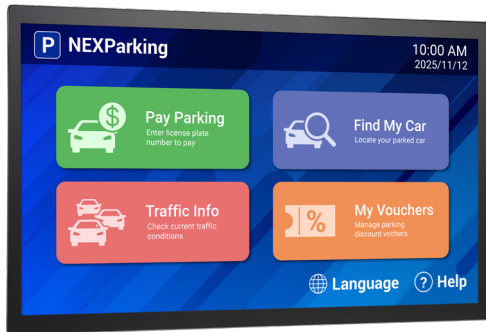 P NEXParking
10:00 AM
2025/11/12
$
Pay Parking
Enter license plate
number to pay
Find My Car
Locate your parked car
Traffic Info
Check current traffic
conditions
%
My Vouchers
Manage parking
discount vochers
Language
? Help